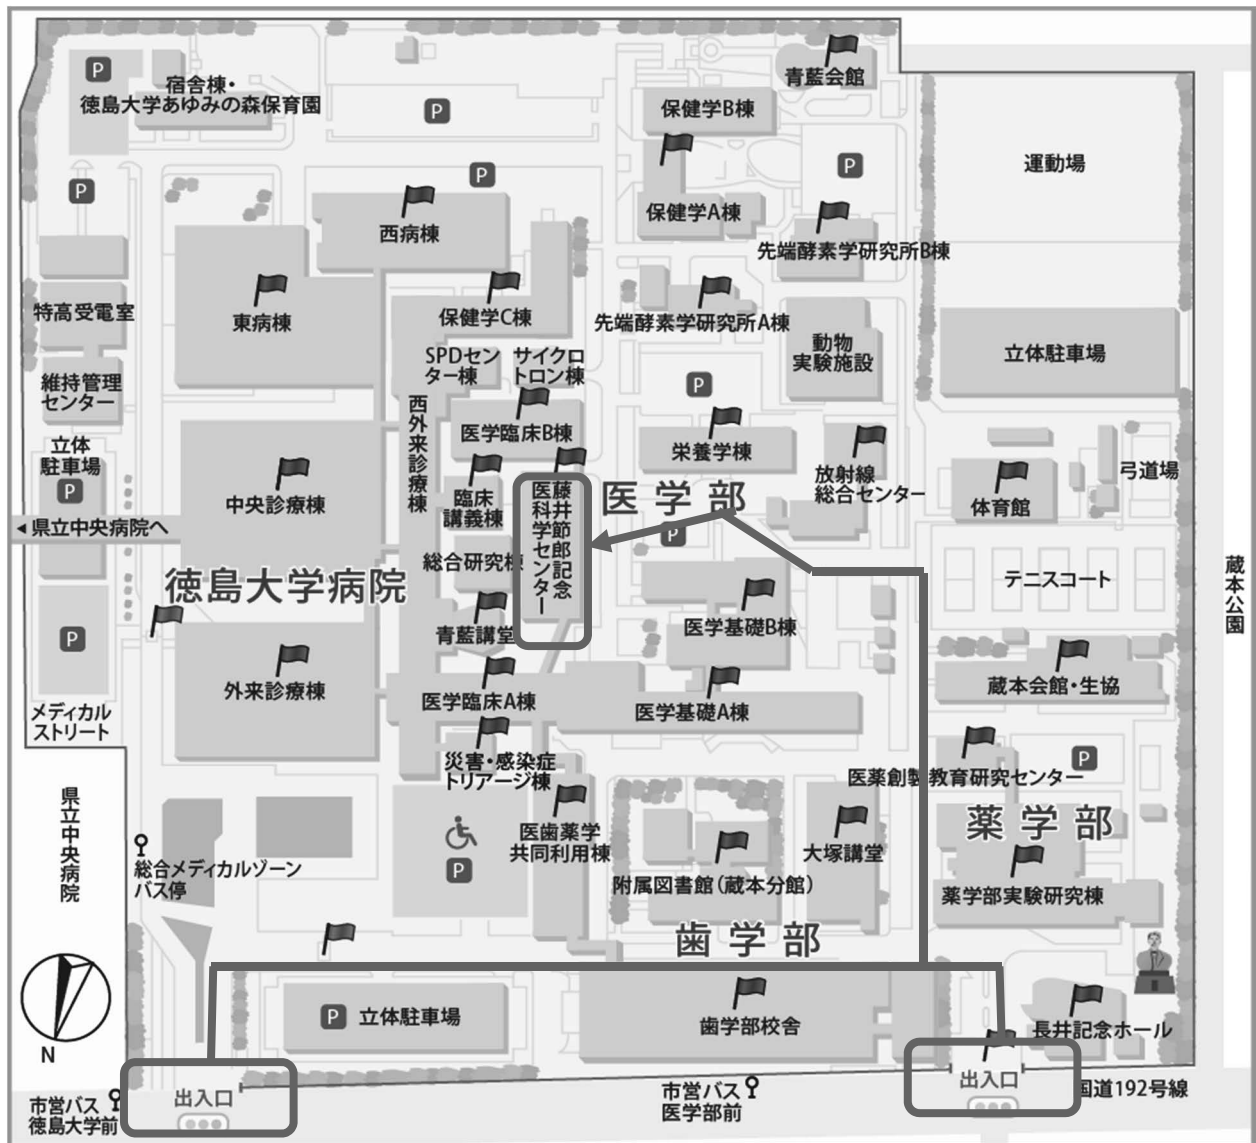 P
宿舎棟・
徳島大学あゆみの森保育園
P
青藍会館
保健学B棟
P
P
P
運動場
西病棟
保健学A棟
先端酵素学研究所B棟
特高受電室
東病棟
保健学C棟
先端酵素学研究所A棟
動物
実験施設
立体駐車場
SPDセン
ター棟
サイクロ
トロン棟
維持管理
センター
P
西外来診療棟
医学臨床B棟
栄養学棟
立体
駐車場
P
中央診療棟
臨床
講義棟
藤井節郎記念
医科学センター
医学部
放射線
総合センター
体育館
弓道場
県立中央病院へ
P
総合研究棟
徳島大学病院
テニスコート
蔵本公園
P
青藍講堂
医学基礎B棟
外来診療棟
医学臨床A棟
医学基礎A棟
蔵本会館・生協
メディカル
ストリート
災害・感染症
トリアージ棟
医薬創製教育研究センター
P
県立中央病院
総合メディカルゾーン
バス停
P
医歯薬学
共同利用棟
附属図書館(蔵本分館)
大塚講堂
薬学部
薬学部実験研究棟
歯学部
N
P
立体駐車場
歯学部校舎
長井記念ホール
市営バス
徳島大学前
出入口
市営バス
医学部前
出入口
国道192号線